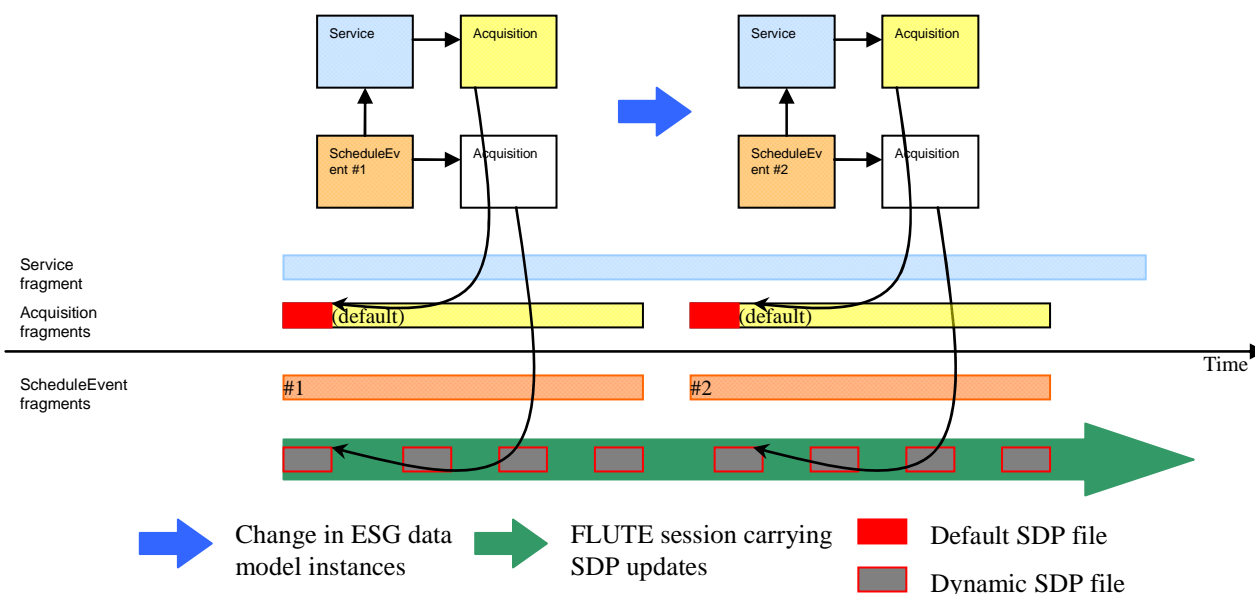 Service
Acquisition
Service
Acquisition
ScheduleEv
ent #1
Acquisition
ScheduleEv
ent #2
Acquisition
Service
fragment
Acquisition
fragments
(default)
(default)
Time
ScheduleEvent
fragments
#1
#2
Change in ESG data
model instances
FLUTE session carrying
SDP updates
Default SDP file
Dynamic SDP file